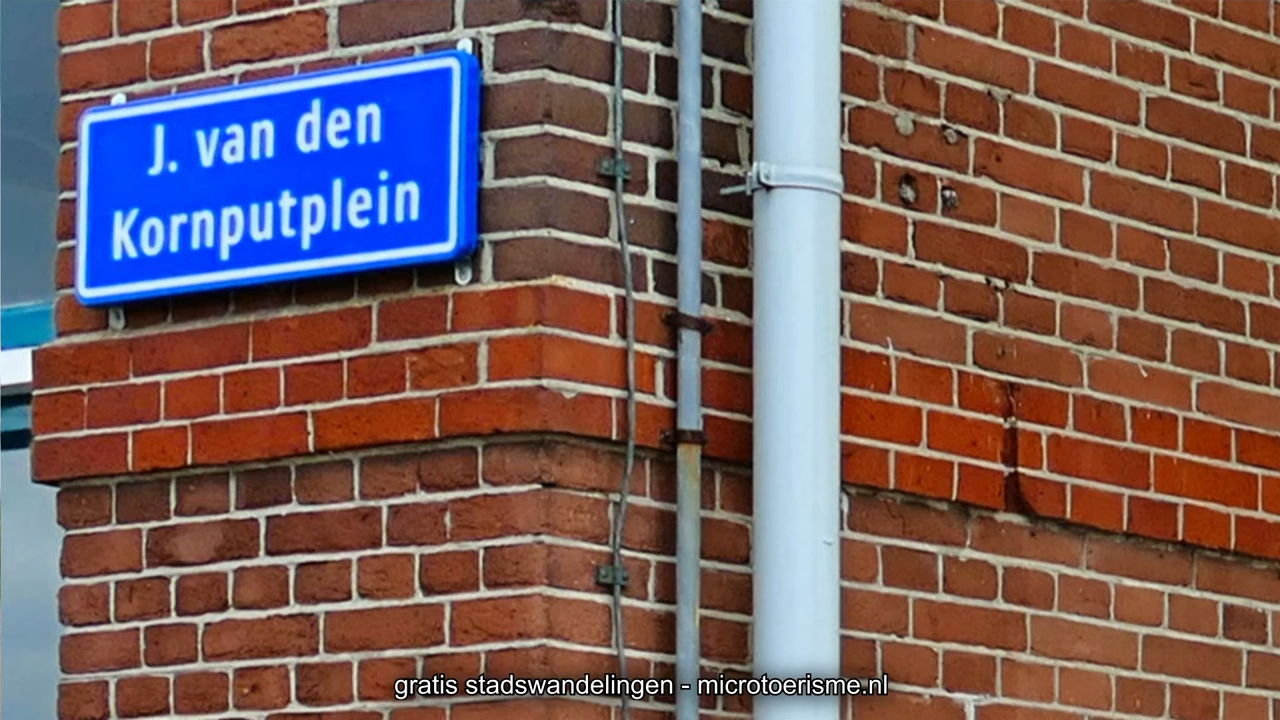 J. van den
Kornputplein
gratis stadswandelingen - microtoerisme.nl